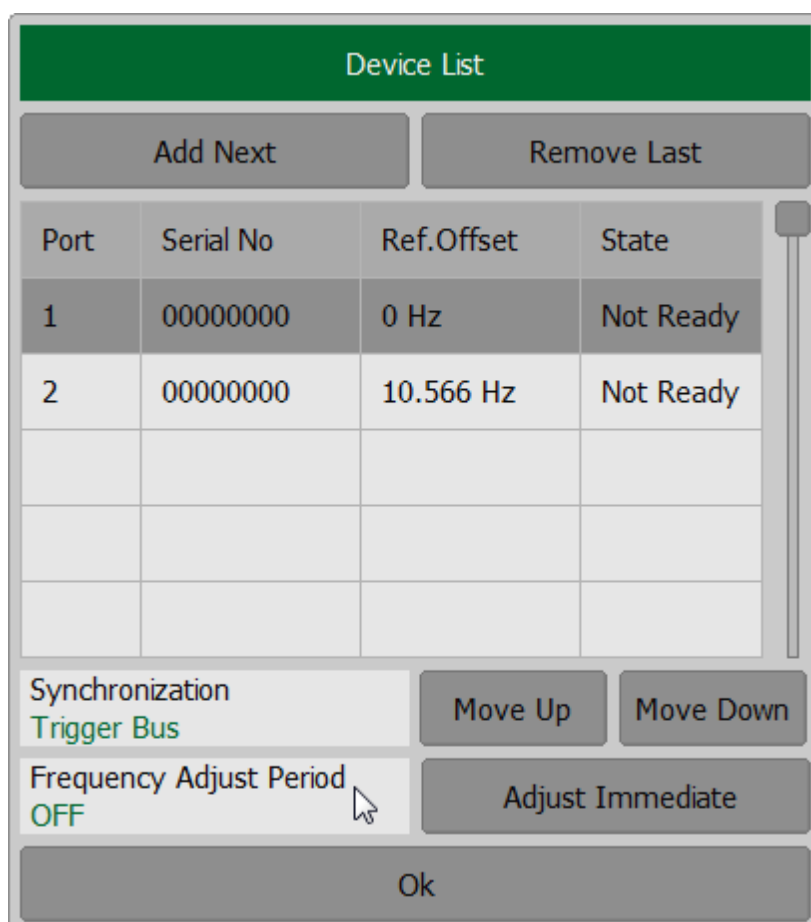 Device List
Add Next Remove Last
Port Serial No Ref.Offset State
1 00000000 0 Hz Not Ready
2 00000000 10.566 Hz Not Ready
Synchronization
Trigger Bus
Move Up Move Down
Frequency Adjust Period
OFF
Adjust Immediate
Ok